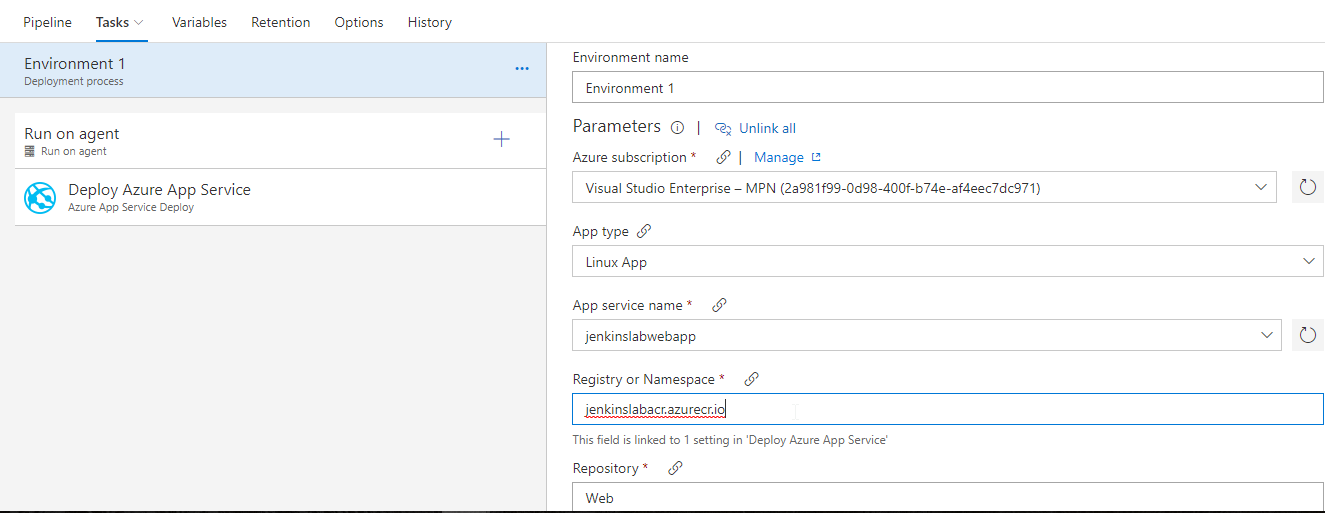 Pipeline Tasks Variables Retention Options History
Environment 1
...
Deployment process
Run on agent
Run on agent
Deploy Azure App Service
Azure App Service Deploy
Environment name
Environment 1
Parameters | Unlink all
Azure subscription * | Manage
Visual Studio Enterprise – MPN (2a981f99-0d98-400f-b74e-af4eec7dc971)
App type
Linux App
App service name *
jenkinslabwebapp
Registry or Namespace *
jenkinslabacr.azurecr.io
This field is linked to 1 setting in 'Deploy Azure App Service'
Repository *
Web